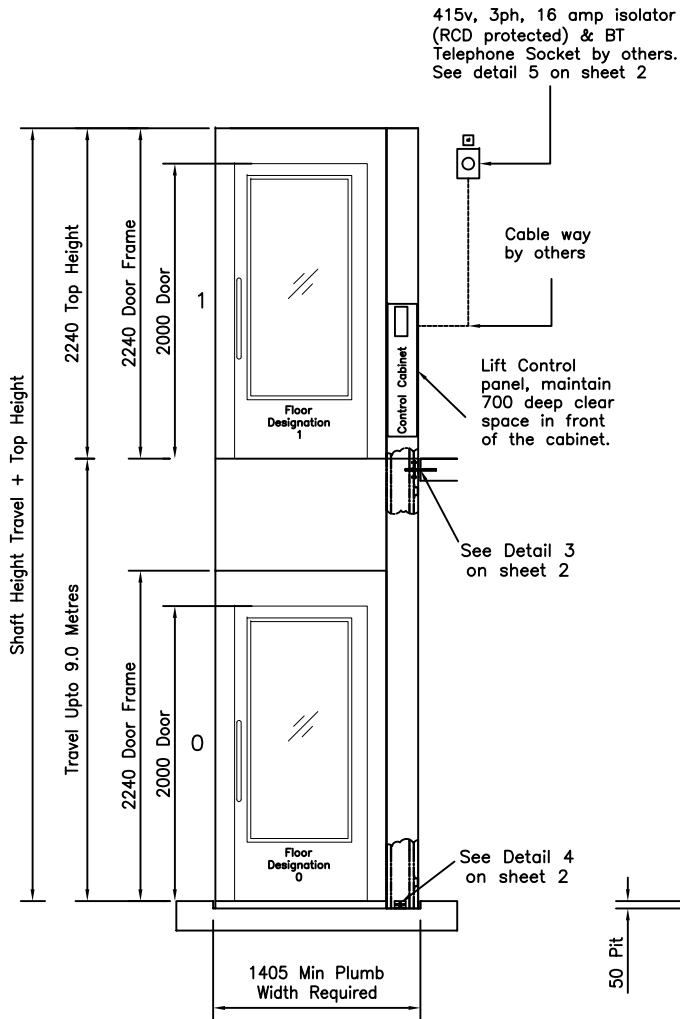 415v, 3ph, 16 amp isolator
(RCD protected) & BT
Telephone Socket by others.
See detail 5 on sheet 2
Cable way
by others
Shaft Height Travel + Top Height
2240 Top Height
2240 Door Frame
2000 Door
1
Control Cabinet
Floor
Designation
1
Lift Control
panel, maintain
700 deep clear
space in front
of the cabinet.
See Detail 3
on sheet 2
Travel Upto 9.0 Metres
2240 Door Frame
2000 Door
0
Floor
Designation
0
See Detail 4
on sheet 2
1405 Min Plumb
Width Required
50 Pit